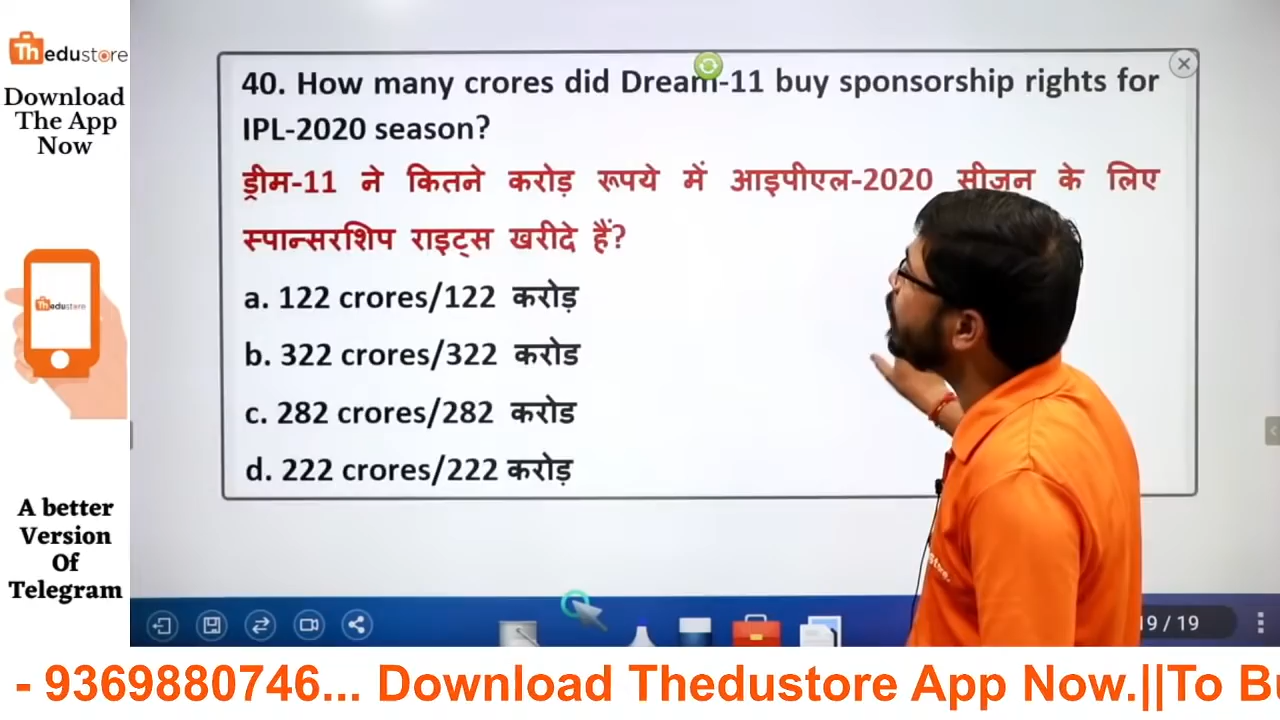 Thedustore
Download
The App
Now
Thedustore
A better
Version
Of
Telegram
40. How many crores did Dream-11 buy sponsorship rights for
IPL-2020 season?
ड्रीम-11 ने कितने करोड़ रूपये में आइपीएल-2020 सीजन के लिए
स्पान्सरशिप राइट्स खरीदे हैं?
a. 122 crores/122 करोड़
b. 322 crores/322 करोड
c. 282 crores/282 करोड
d. 222 crores/222 करोड़
19 / 19
- 9369880746... Download Thedustore App Now.||To